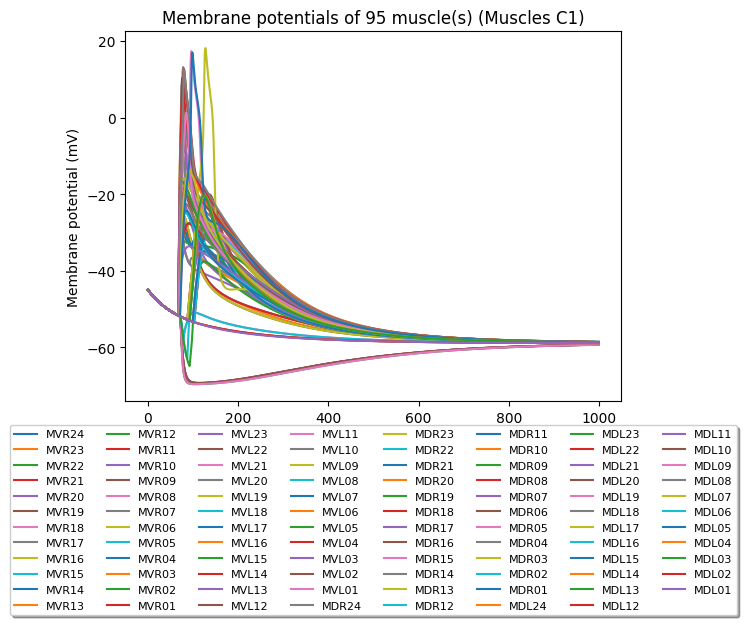 Membrane potentials of 95 muscle(s) (Muscles C1)
20
0
−20
−40
−60
Membrane potential (mV)
0 200 400 600 800 1000
MVR24 MVR12 MVL23 MVL11 MDR23 MDR11 MDL23 MDL11
MVR23 MVR11 MVL22 MVL10 MDR22 MDR10 MDL22 MDL10
MVR22 MVR10 MVL21 MVL09 MDR21 MDR09 MDL21 MDL09
MVR21 MVR09 MVL20 MVL08 MDR20 MDR08 MDL20 MDL08
MVR20 MVR08 MVL19 MVL07 MDR19 MDR07 MDL19 MDL07
MVR19 MVR07 MVL18 MVL06 MDR18 MDR06 MDL18 MDL06
MVR18 MVR06 MVL17 MVL05 MDR17 MDR05 MDL17 MDL05
MVR17 MVR05 MVL16 MVL04 MDR16 MDR04 MDL16 MDL04
MVR16 MVR04 MVL15 MVL03 MDR15 MDR03 MDL15 MDL03
MVR15 MVR03 MVL14 MVL02 MDR14 MDR02 MDL14 MDL02
MVR14 MVR02 MVL13 MVL01 MDR13 MDR01 MDL13 MDL01
MVR13 MVR01 MVL12 MDR24 MDR12 MDL24 MDL12